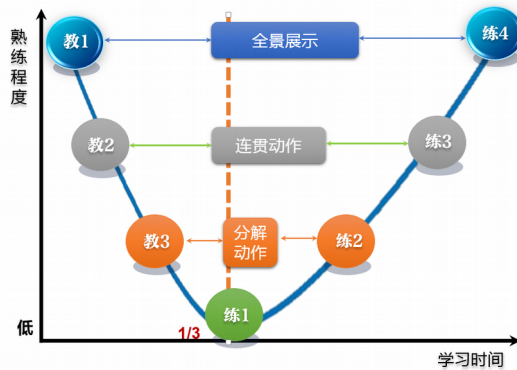 熟练程度
教1
全景展示
练4
教2
连贯动作
练3
教3
分解
动作
练2
练1
低
1/3
学习时间